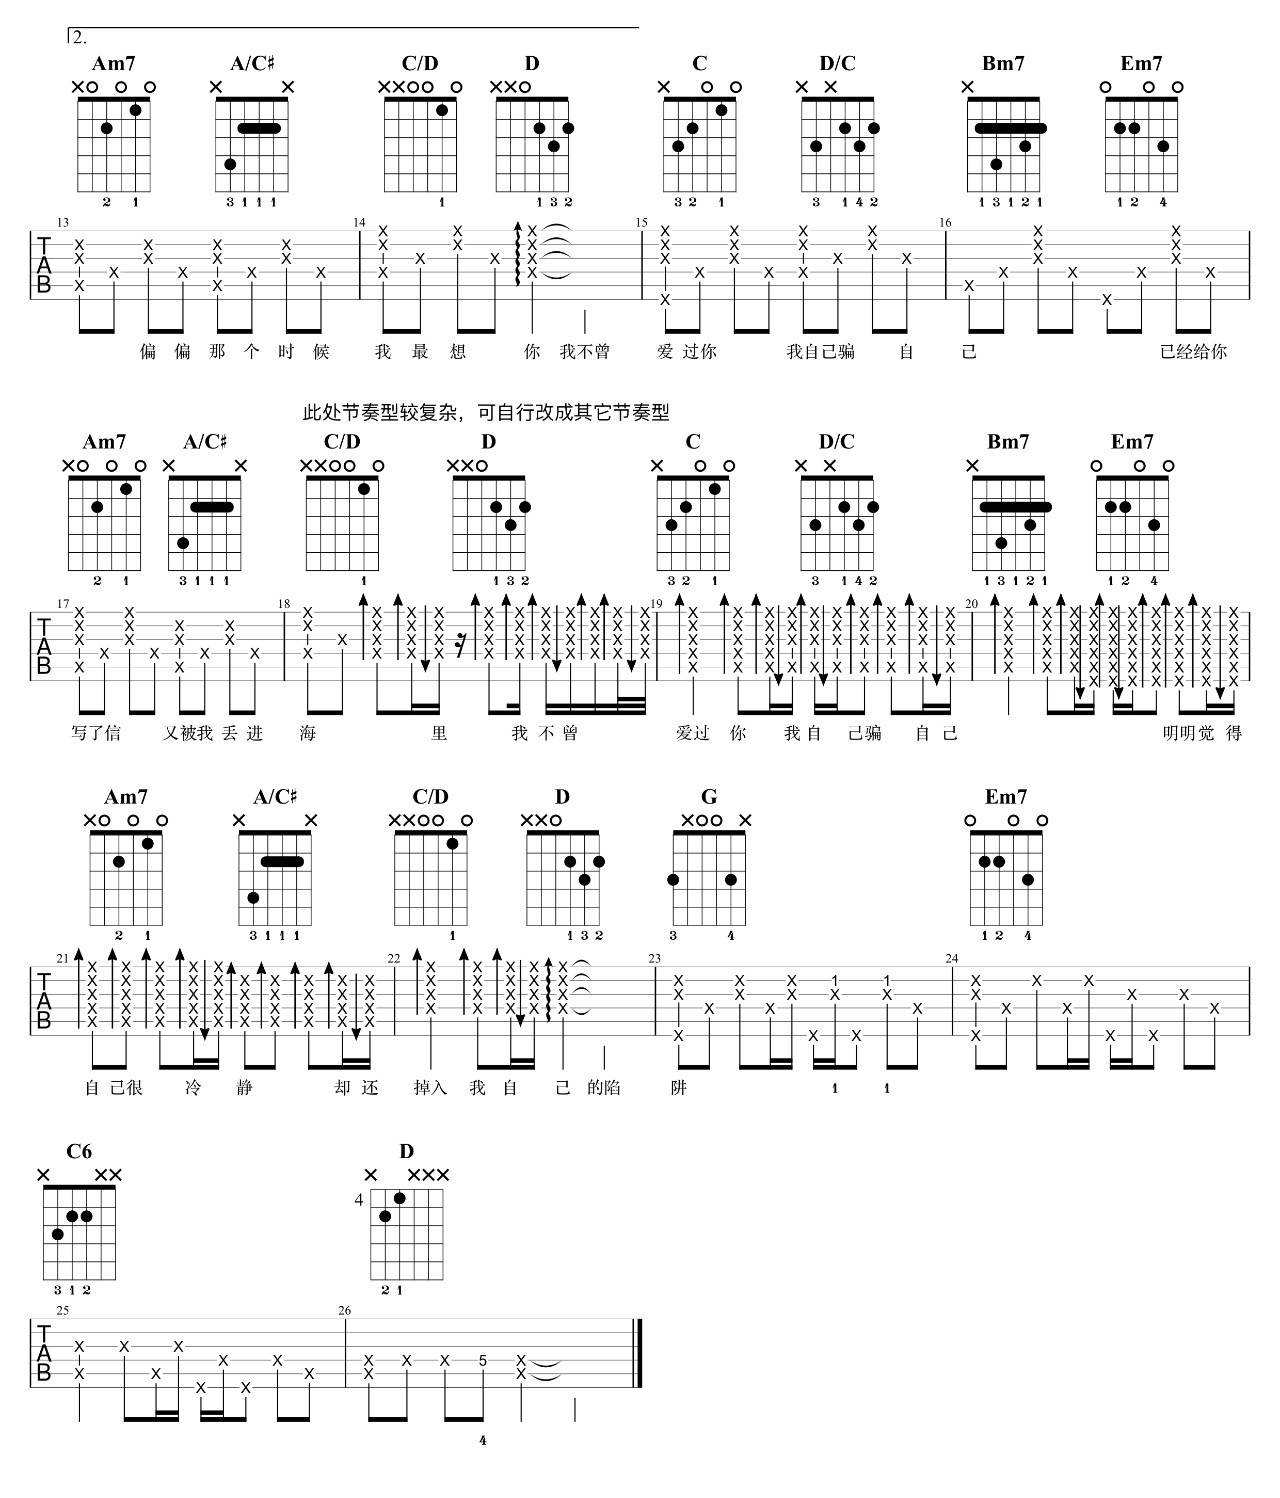 2.
Am7 A/C♯ C/D D C D/C Bm7 Em7
2 1 3 1 1 1 1 1 3 2 3 2 1 3 1 4 2 1 3 1 2 1 1 2 4
13 14 15 16
T
A
B
偏 偏 那 个 时 候 我 最 想 你 我不曾 爱 过你 我自己骗 自 己 已经给你
此处节奏型较复杂，可自行改成其它节奏型
Am7 A/C♯ C/D D C D/C Bm7 Em7
2 1 3 1 1 1 1 1 3 2 3 2 1 3 1 4 2 1 3 1 2 1 1 2 4
17 18 19 20
T
A
B
写了信 又被我 丢 进 海 里 我 不 曾 爱过 你 我 自 己骗 自 己 明明觉 得
Am7 A/C♯ C/D D G Em7
2 1 3 1 1 1 1 1 3 2 3 4 1 2 4
21 22 23 24
T
A
B
1 1
自 己很 冷 静 却 还 掉入 我 自 己 的陷 阱 1 1
C6 D
4
3 1 2 2 1
25 26
T
A
B
5
4